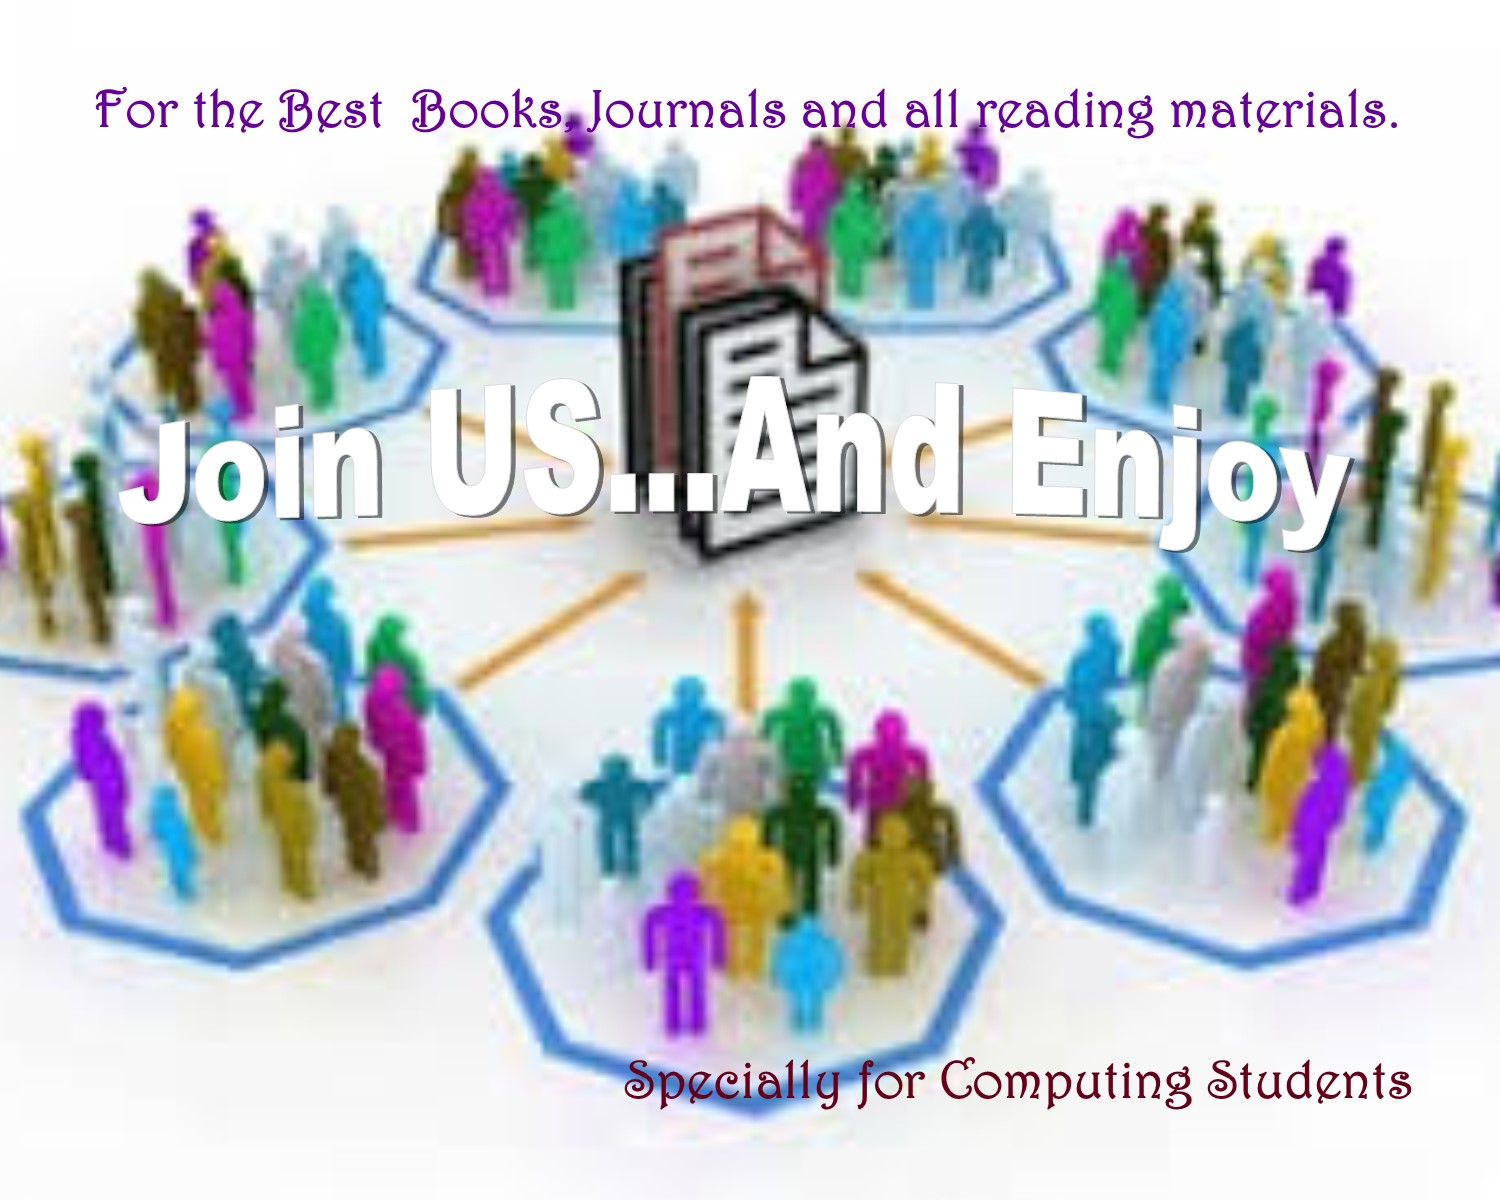 For the Best Books, Journals and all reading materials.
Join US...And Enjoy
Specially for Computing Students